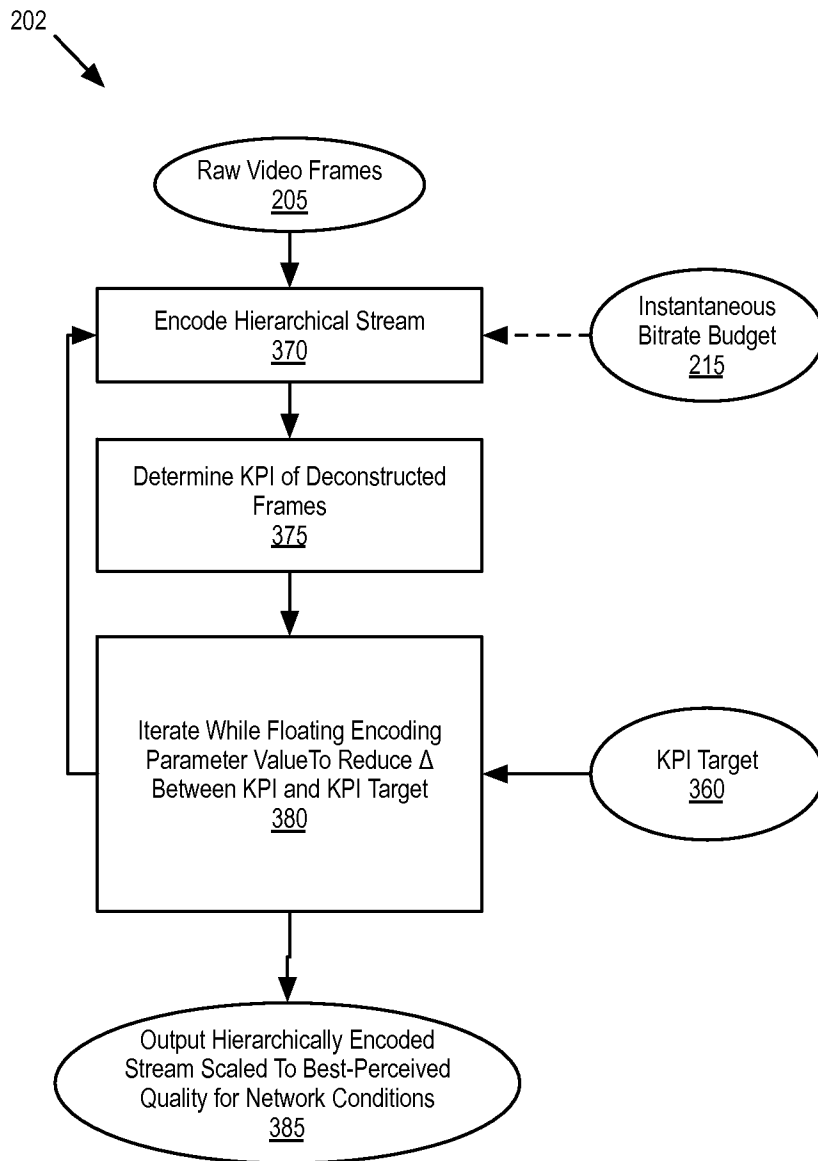 202
Raw Video Frames
205
Encode Hierarchical Stream
370
Instantaneous
Bitrate Budget
215
Determine KPI of Deconstructed
Frames
375
Iterate While Floating Encoding
Parameter ValueTo Reduce Δ
Between KPI and KPI Target
380
KPI Target
360
Output Hierarchically Encoded
Stream Scaled To Best-Perceived
Quality for Network Conditions
385